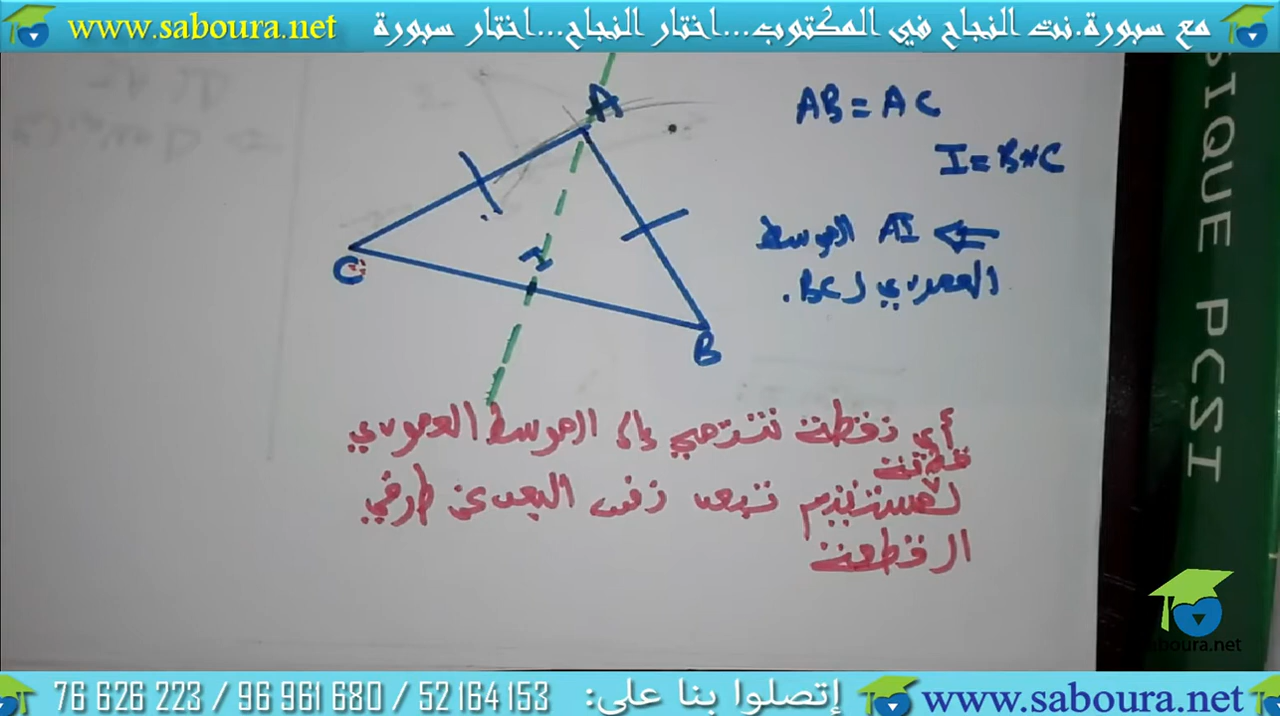 www.saboura.net
مع سبورة.نت النجاح في المكتوب...اختار النجاح...اختار سبورة
A
AB = AC
I = B*C
⇐ AI الموسط
العمودي لـ BC.
C
I
B
أي نقطة تنتمي إلى الموسط العمودي
لقطعة
مستقيم تبعد نفس البعد عن طرفي
القطعة
SIQUE PCSI
saboura.net
76 626 223 / 96 961 680 / 52 164 153
إتصلوا بنا على:
www.saboura.net